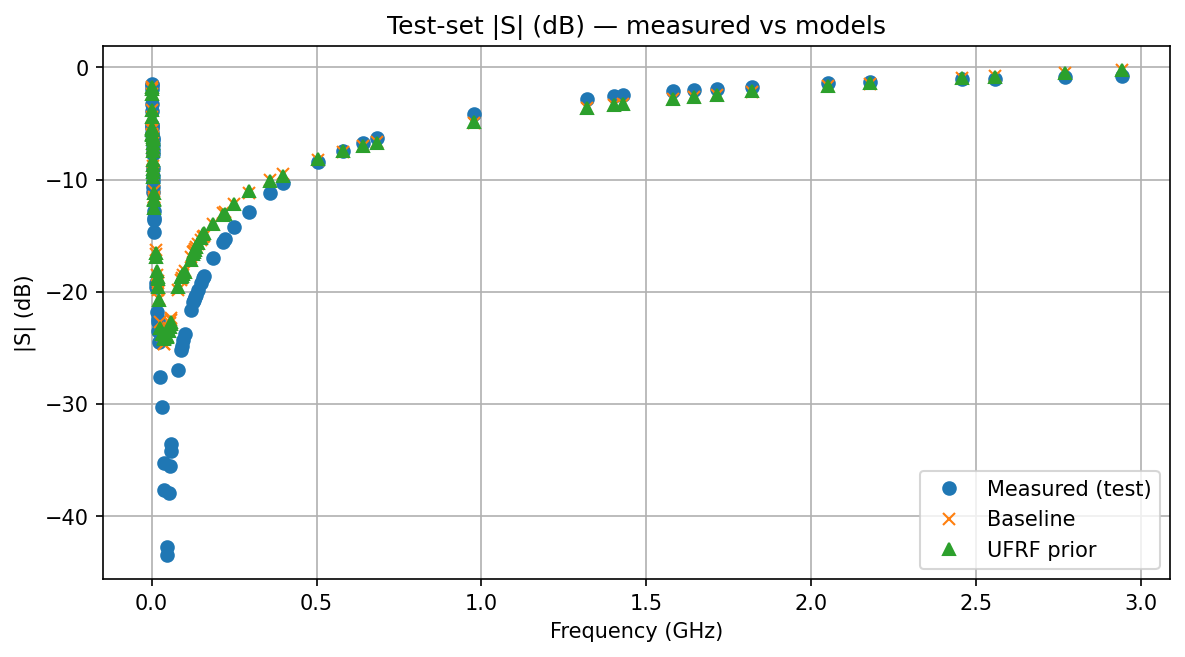 Test-set |S| (dB) — measured vs models
0
−10
−20
−30
−40
|S| (dB)
0.0 0.5 1.0 1.5 2.0 2.5 3.0
Frequency (GHz)
Measured (test)
Baseline
UFRF prior